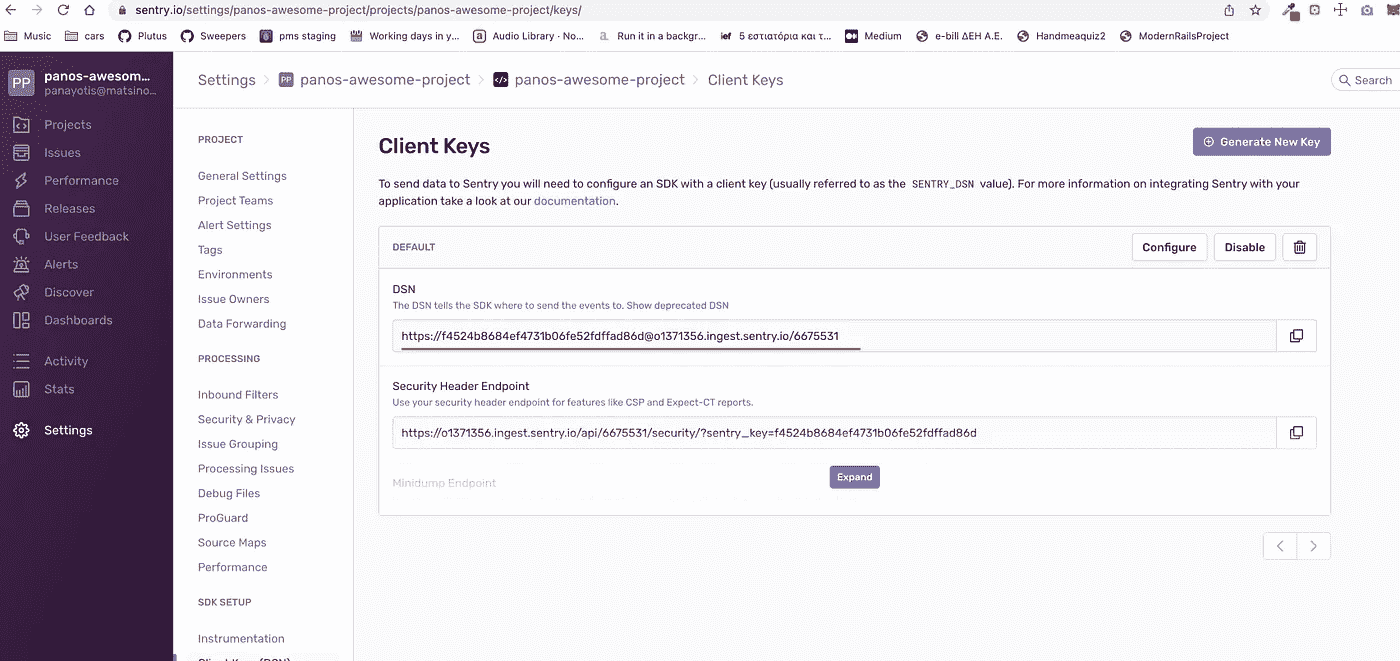 sentry.io/settings/panos-awesome-project/projects/panos-awesome-project/keys/
Music cars Plutus Sweepers pms staging Working days in y... Audio Library · No... Run it in a backgr... 5 εστιατόρια και τ... Medium e-bill ΔΕΗ Α.Ε. Handmeaquiz2 ModernRailsProject
PP panos-awesom...
panayotis@matsino...
Projects
Issues
Performance
Releases
User Feedback
Alerts
Discover
Dashboards
Activity
Stats
Settings
Settings > PP panos-awesome-project > panos-awesome-project > Client Keys
Search
PROJECT
General Settings
Project Teams
Alert Settings
Tags
Environments
Issue Owners
Data Forwarding
PROCESSING
Inbound Filters
Security & Privacy
Issue Grouping
Processing Issues
Debug Files
ProGuard
Source Maps
Performance
SDK SETUP
Instrumentation
Client Keys (DSN)
Client Keys
Generate New Key
To send data to Sentry you will need to configure an SDK with a client key (usually referred to as the SENTRY_DSN value). For more information on integrating Sentry with your
application take a look at our documentation.
DEFAULT
Configure Disable
DSN
The DSN tells the SDK where to send the events to. Show deprecated DSN
https://f4524b8684ef4731b06fe52fdffad86d@o1371356.ingest.sentry.io/6675531
Security Header Endpoint
Use your security header endpoint for features like CSP and Expect-CT reports.
https://o1371356.ingest.sentry.io/api/6675531/security/?sentry_key=f4524b8684ef4731b06fe52fdffad86d
Minidump Endpoint
Expand